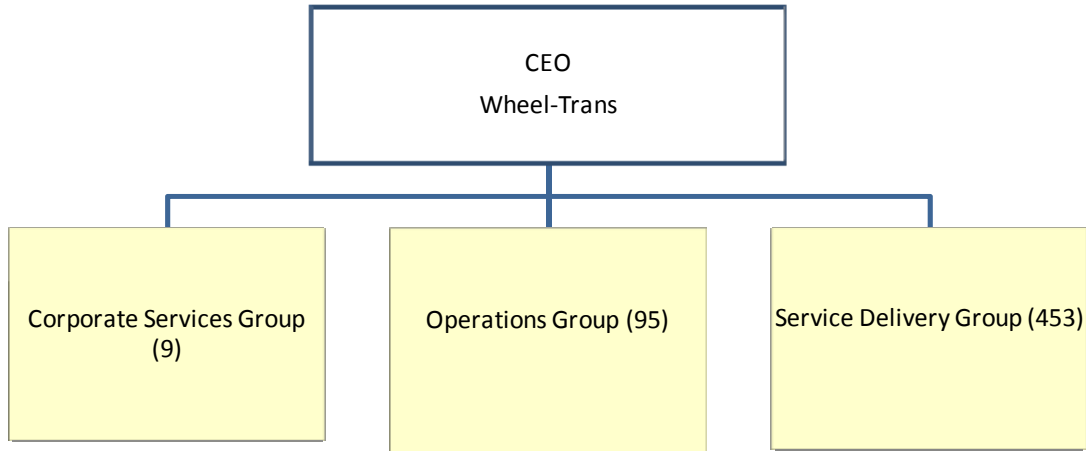 CEO
Wheel-Trans
Corporate Services Group
(9)
Operations Group (95)
Service Delivery Group (453)